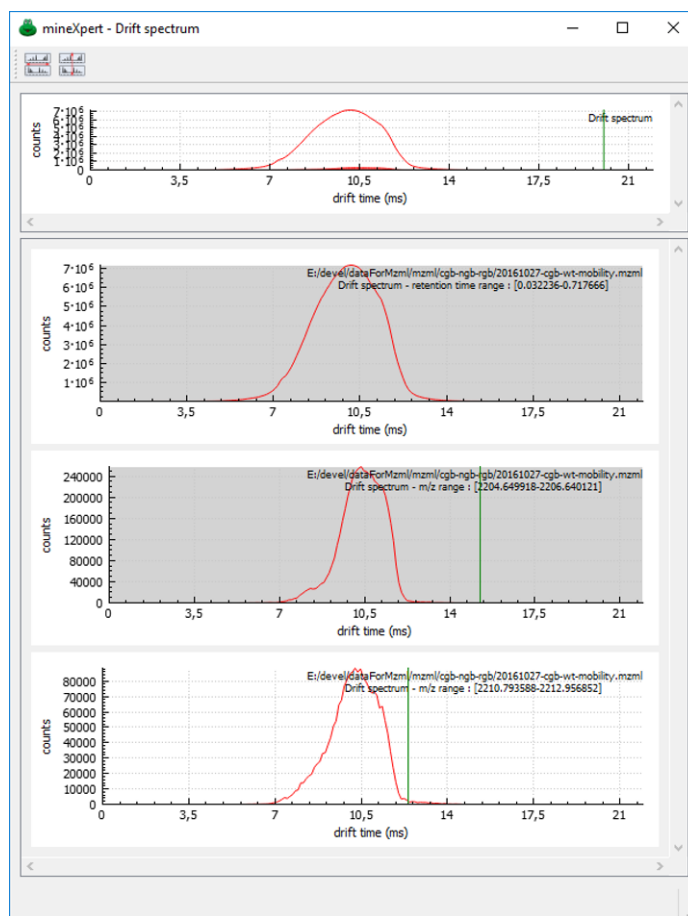 mineXpert - Drift spectrum
7·10⁶
6·10⁶
5·10⁶
4·10⁶
3·10⁶
2·10⁶
1·10⁶
0
counts
Drift spectrum
0 3,5 7 10,5 14 17,5 21
drift time (ms)
E:/devel/dataForMzml/mzml/cgb-ngb-rgb/20161027-cgb-wt-mobility.mzml
Drift spectrum - retention time range : [0.032236-0.717666]
7·10⁶
6·10⁶
5·10⁶
4·10⁶
3·10⁶
2·10⁶
1·10⁶
counts
0 3,5 7 10,5 14 17,5 21
drift time (ms)
E:/devel/dataForMzml/mzml/cgb-ngb-rgb/20161027-cgb-wt-mobility.mzml
Drift spectrum - m/z range : [2204.649918-2206.640121]
240000
200000
160000
120000
80000
40000
0
counts
0 3,5 7 10,5 14 17,5 21
drift time (ms)
E:/devel/dataForMzml/mzml/cgb-ngb-rgb/20161027-cgb-wt-mobility.mzml
Drift spectrum - m/z range : [2210.793588-2212.956852]
80000
70000
60000
50000
40000
30000
20000
10000
0
counts
0 3,5 7 10,5 14 17,5 21
drift time (ms)